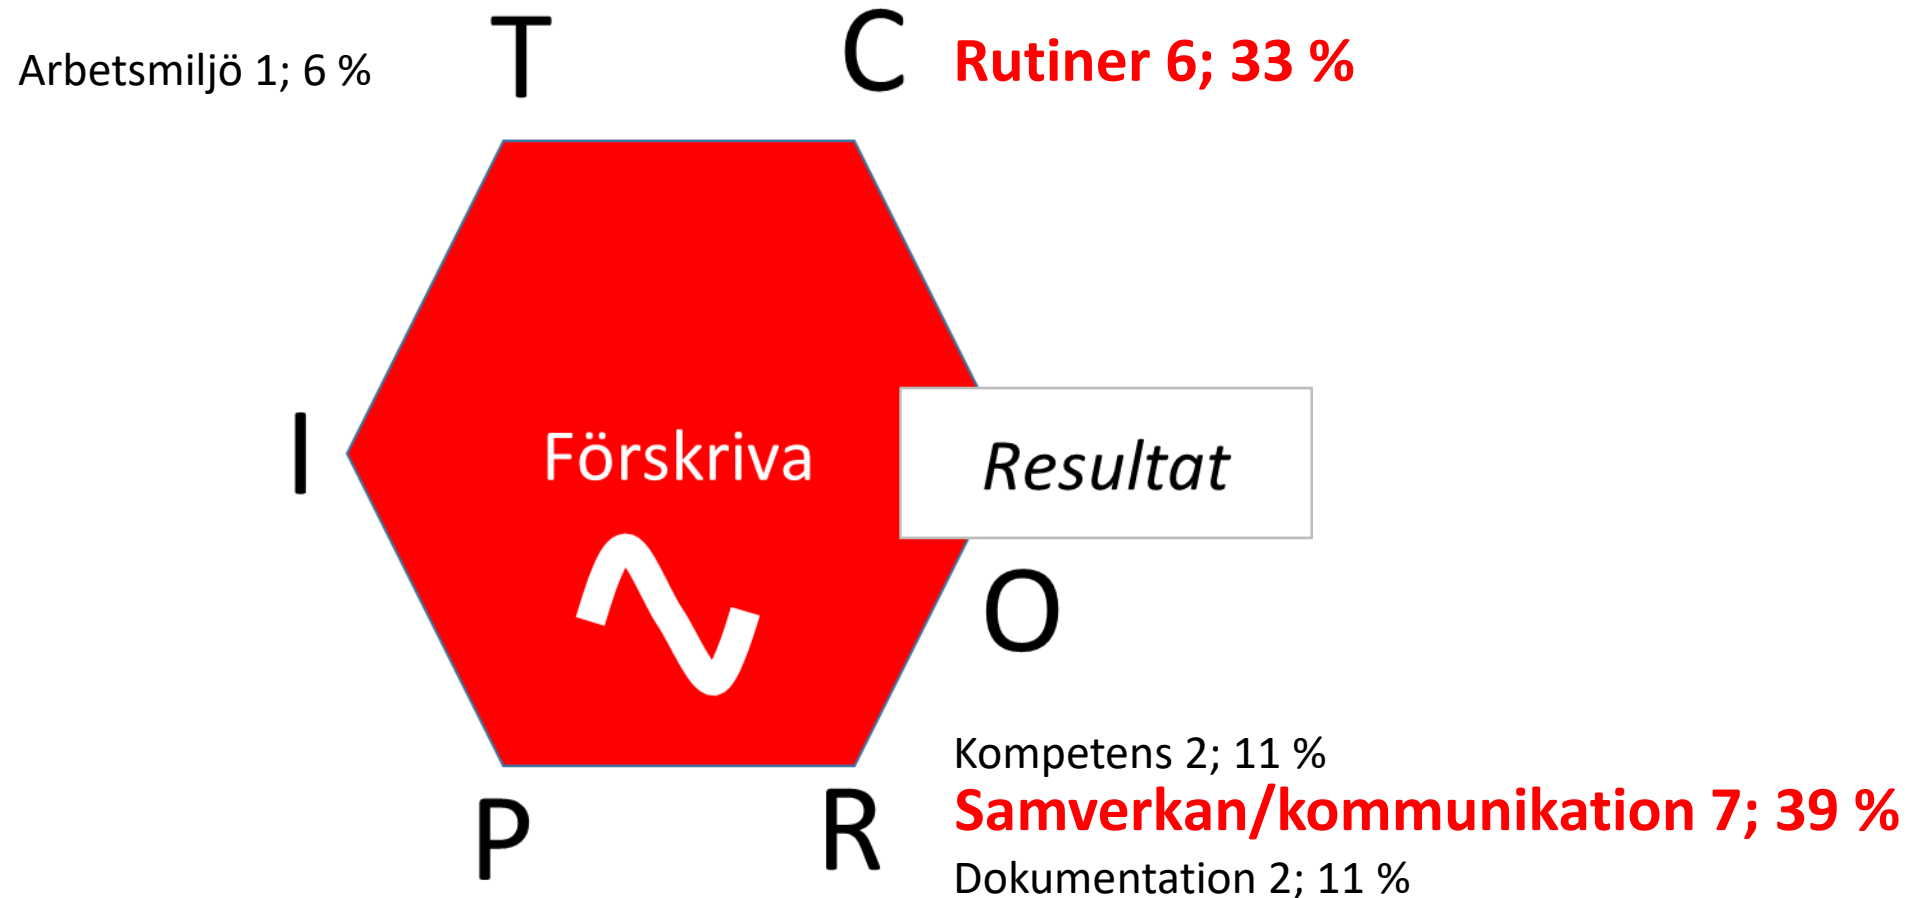 T
C
Arbetsmiljö 1; 6 %
Rutiner 6; 33 %
I
Förskriva
Resultat
O
Kompetens 2; 11 %
Samverkan/kommunikation 7; 39 %
P
R
Dokumentation 2; 11 %